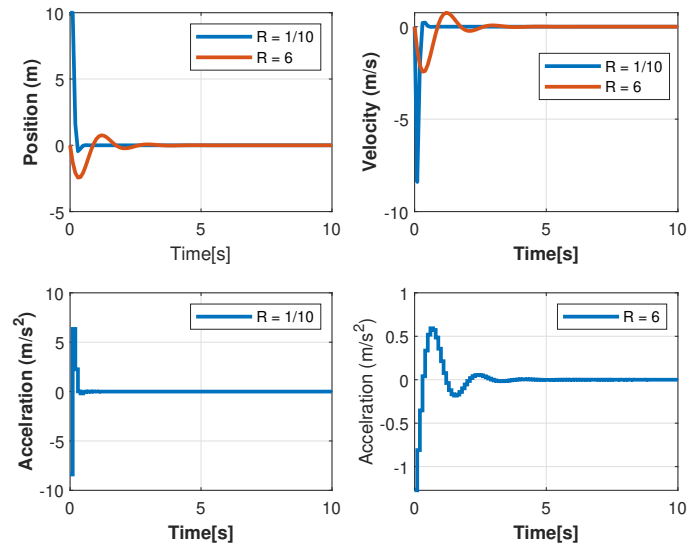 10
5
0
-5
Position (m)
R = 1/10
R = 6
0
5
10
Time[s]
0
-5
-10
Velocity (m/s)
R = 1/10
R = 6
0
5
10
Time[s]
10
5
0
-5
-10
Accelration (m/s²)
R = 1/10
0
5
10
Time[s]
1
0.5
0
-0.5
-1
Accelration (m/s²)
R = 6
0
5
10
Time[s]